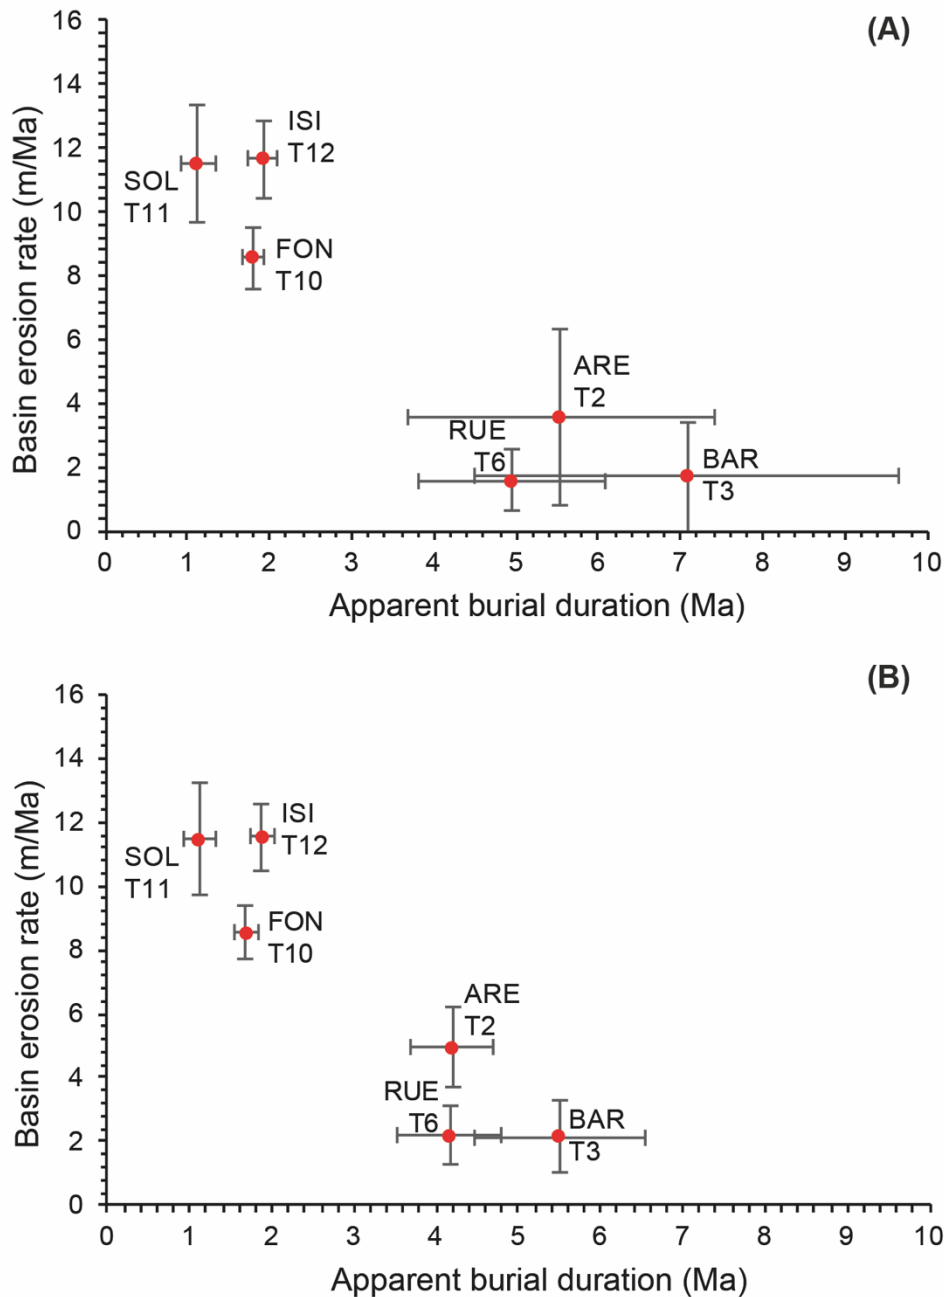 (A)
Basin erosion rate (m/Ma)
16
14
12
10
8
6
4
2
0
ISI
T12
SOL
T11
FON
T10
ARE
T2
RUE
T6
BAR
T3
1 2 3 4 5 6 7 8 9 10
Apparent burial duration (Ma)
(B)
Basin erosion rate (m/Ma)
16
14
12
10
8
6
4
2
0
ISI
T12
SOL
T11
FON
T10
ARE
T2
RUE
T6
BAR
T3
1 2 3 4 5 6 7 8 9 10
Apparent burial duration (Ma)